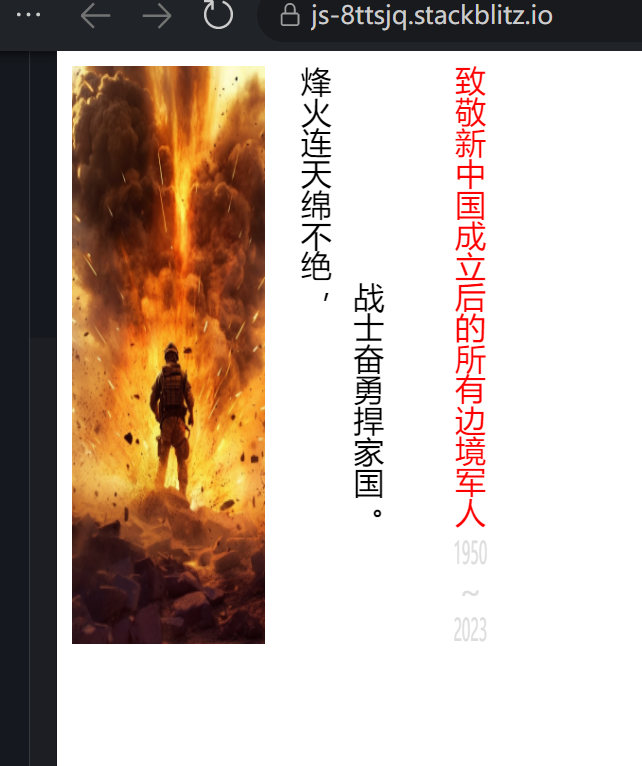 js-8ttsjq.stackblitz.io
烽火连天绵不绝，
战士奋勇捍家国。
致敬新中国成立后的所有边境军人
1950
~
2023